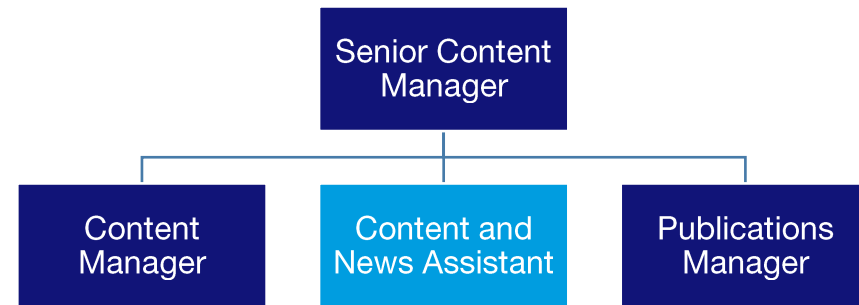 Senior Content
Manager
Content
Manager
Content and
News Assistant
Publications
Manager